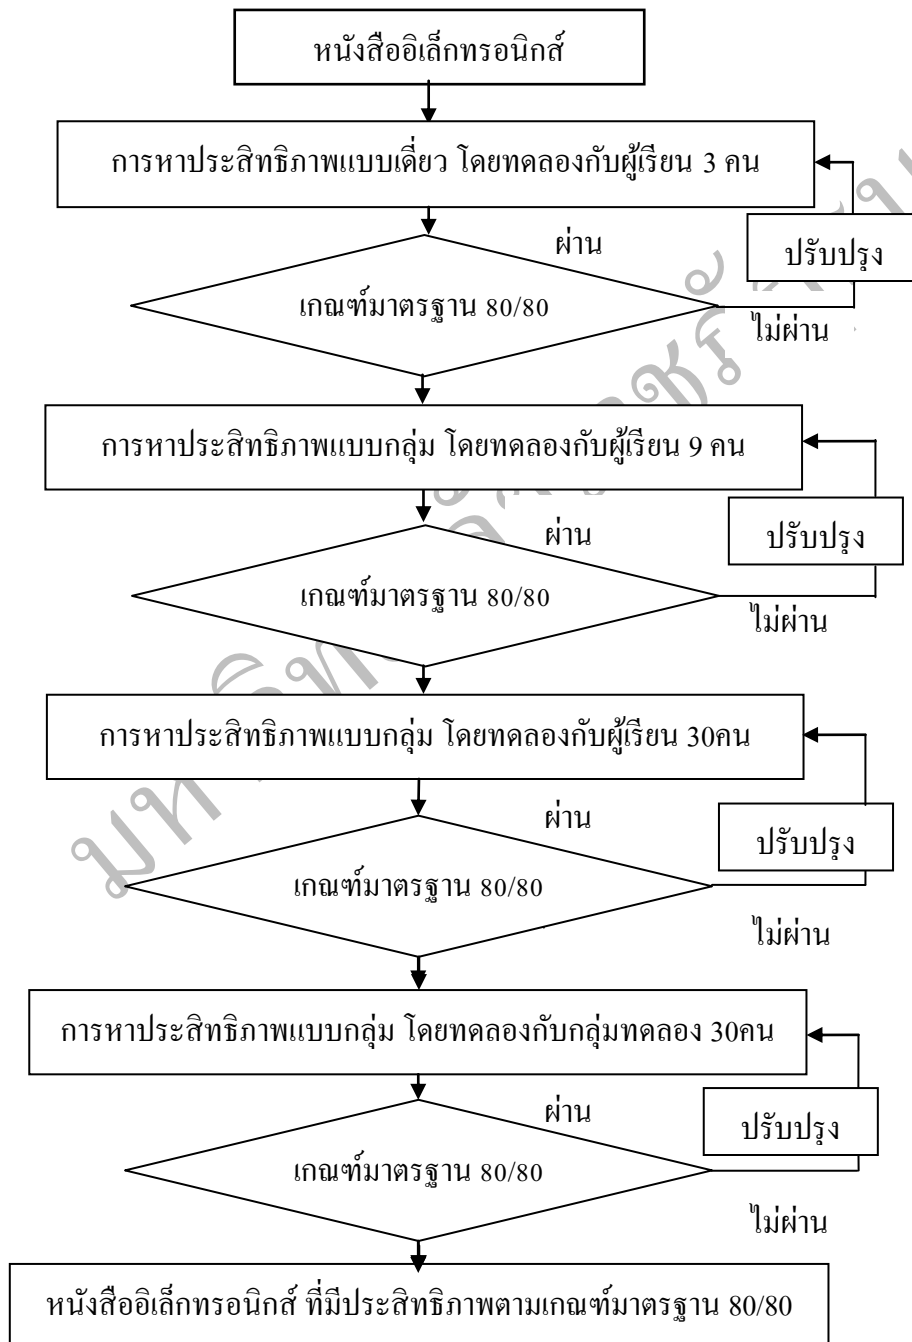 หนังสืออิเล็กทรอนิกส์
การหาประสิทธิภาพแบบเดี่ยว โดยทดลองกับผู้เรียน 3 คน
ผ่าน
ปรับปรุง
เกณฑ์มาตรฐาน 80/80
ไม่ผ่าน
การหาประสิทธิภาพแบบกลุ่ม โดยทดลองกับผู้เรียน 9 คน
ผ่าน
ปรับปรุง
เกณฑ์มาตรฐาน 80/80
ไม่ผ่าน
การหาประสิทธิภาพแบบกลุ่ม โดยทดลองกับผู้เรียน 30คน
ผ่าน
ปรับปรุง
เกณฑ์มาตรฐาน 80/80
ไม่ผ่าน
การหาประสิทธิภาพแบบกลุ่ม โดยทดลองกับกลุ่มทดลอง 30คน
ผ่าน
ปรับปรุง
เกณฑ์มาตรฐาน 80/80
ไม่ผ่าน
หนังสืออิเล็กทรอนิกส์ ที่มีประสิทธิภาพตามเกณฑ์มาตรฐาน 80/80